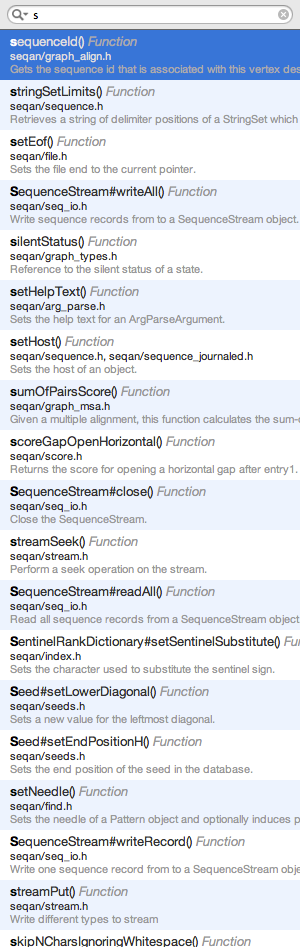 s
sequenceId() Function
seqan/graph_align.h
Gets the sequence id that is associated with this vertex des
stringSetLimits() Function
seqan/sequence.h
Retrieves a string of delimiter positions of a StringSet which
setEof() Function
seqan/file.h
Sets the file end to the current pointer.
SequenceStream#writeAll() Function
seqan/seq_io.h
Write sequence records from to a SequenceStream object.
silentStatus() Function
seqan/graph_types.h
Reference to the silent status of a state.
setHelpText() Function
seqan/arg_parse.h
Sets the help text for an ArgParseArgument.
setHost() Function
seqan/sequence.h, seqan/sequence_journaled.h
Sets the host of an object.
sumOfPairsScore() Function
seqan/graph_msa.h
Given a multiple alignment, this function calculates the sum-o
scoreGapOpenHorizontal() Function
seqan/score.h
Returns the score for opening a horizontal gap after entry1.
SequenceStream#close() Function
seqan/seq_io.h
Close the SequenceStream.
streamSeek() Function
seqan/stream.h
Perform a seek operation on the stream.
SequenceStream#readAll() Function
seqan/seq_io.h
Read all sequence records from a SequenceStream object
SentinelRankDictionary#setSentinelSubstitute() Fun
seqan/index.h
Sets the character used to substitute the sentinel sign.
Seed#setLowerDiagonal() Function
seqan/seeds.h
Sets a new value for the leftmost diagonal.
Seed#setEndPositionH() Function
seqan/seeds.h
Sets the end position of the seed in the database.
setNeedle() Function
seqan/find.h
Sets the needle of a Pattern object and optionally induces p
SequenceStream#writeRecord() Function
seqan/seq_io.h
Write one sequence record from to a SequenceStream obje
streamPut() Function
seqan/stream.h
Write different types to stream
skipNCharsIgnoringWhitespace() Function